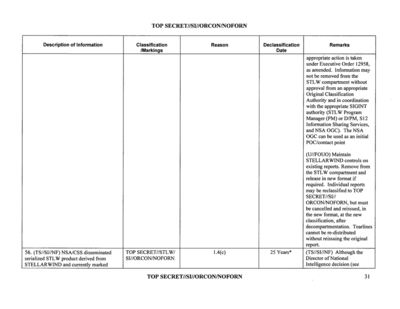 TOP SECRET//SI//ORCON/NOFORN
Description of Information
Classification
/Markings
Reason
Declassification
Date
Remarks
appropriate action is taken
under Executive Order 12958,
as amended. Information may
not be removed from the
STLW compartment without
approval from an appropriate
Original Classification
Authority and in coordination
with the appropriate SIGINT
authority (STLW Program
Manager (PM) or D/PM, S12
Information Sharing Services,
and NSA OGC). The NSA
OGC can be used as an initial
POC/contact point
(U//FOUO) Maintain
STELLARWIND controls on
existing reports. Remove from
the STLW compartment and
release in new format if
required. Individual reports
may be reclassified to TOP
SECRET//SI//
ORCON/NOFORN, but must
be cancelled and reissued, in
the new format, at the new
classification, after
decompartmentation. Tearlines
cannot be re-distributed
without reissuing the original
report.
56. (TS//SI//NF) NSA/CSS disseminated
serialized STLW product derived from
STELLARWIND and currently marked
TOP SECRET//STLW/
SI//ORCON/NOFORN
1.4(c)
25 Years*
(TS//SI//NF) Although the
Director of National
Intelligence decision (see
TOP SECRET//SI//ORCON/NOFORN
31